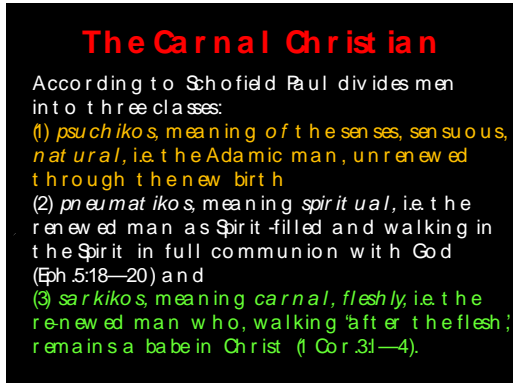 The Carnal Christian
According to Schofield Paul divides men
into three classes:
(1) psuchikos, meaning of the senses, sensuous,
natural, i.e. the Adamic man, unrenewed
through the new birth
(2) pneumatikos, meaning spiritual, i.e. the
renewed man as Spirit-filled and walking in
the Spirit in full communion with God
(Eph.5:18—20) and
(3) sarkikos, meaning carnal, fleshly, i.e. the
re-newed man who, walking 'after the flesh',
remains a babe in Christ (1 Cor.3:1—4).